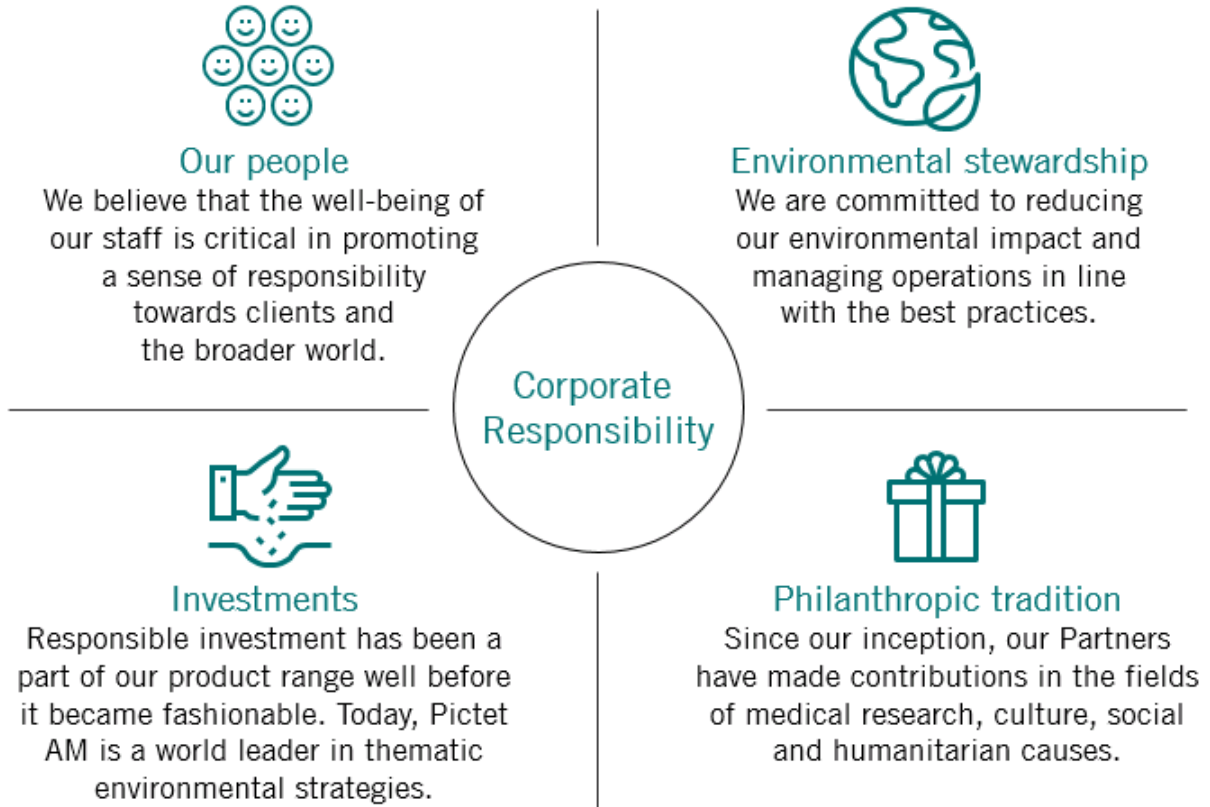 Our people
We believe that the well-being of
our staff is critical in promoting
a sense of responsibility
towards clients and
the broader world.
Environmental stewardship
We are committed to reducing
our environmental impact and
managing operations in line
with the best practices.
Corporate
Responsibility
Investments
Responsible investment has been a
part of our product range well before
it became fashionable. Today, Pictet
AM is a world leader in thematic
environmental strategies.
Philanthropic tradition
Since our inception, our Partners
have made contributions in the fields
of medical research, culture, social
and humanitarian causes.